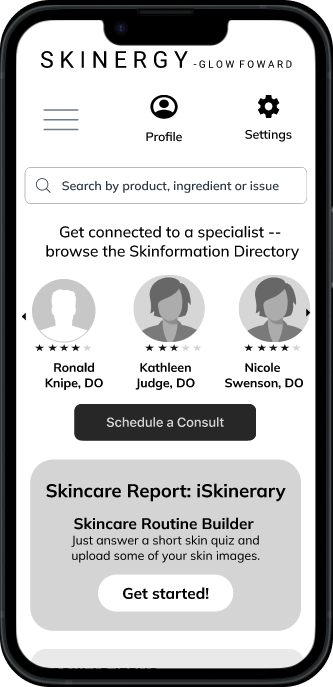 SKINERGY-GLOW FOWARD
Profile
Settings
Search by product, ingredient or issue
Get connected to a specialist --
browse the Skinformation Directory
Ronald
Knipe, DO
Kathleen
Judge, DO
Nicole
Swenson, DO
Schedule a Consult
Skincare Report: iSkinerary
Skincare Routine Builder
Just answer a short skin quiz and
upload some of your skin images.
Get started!